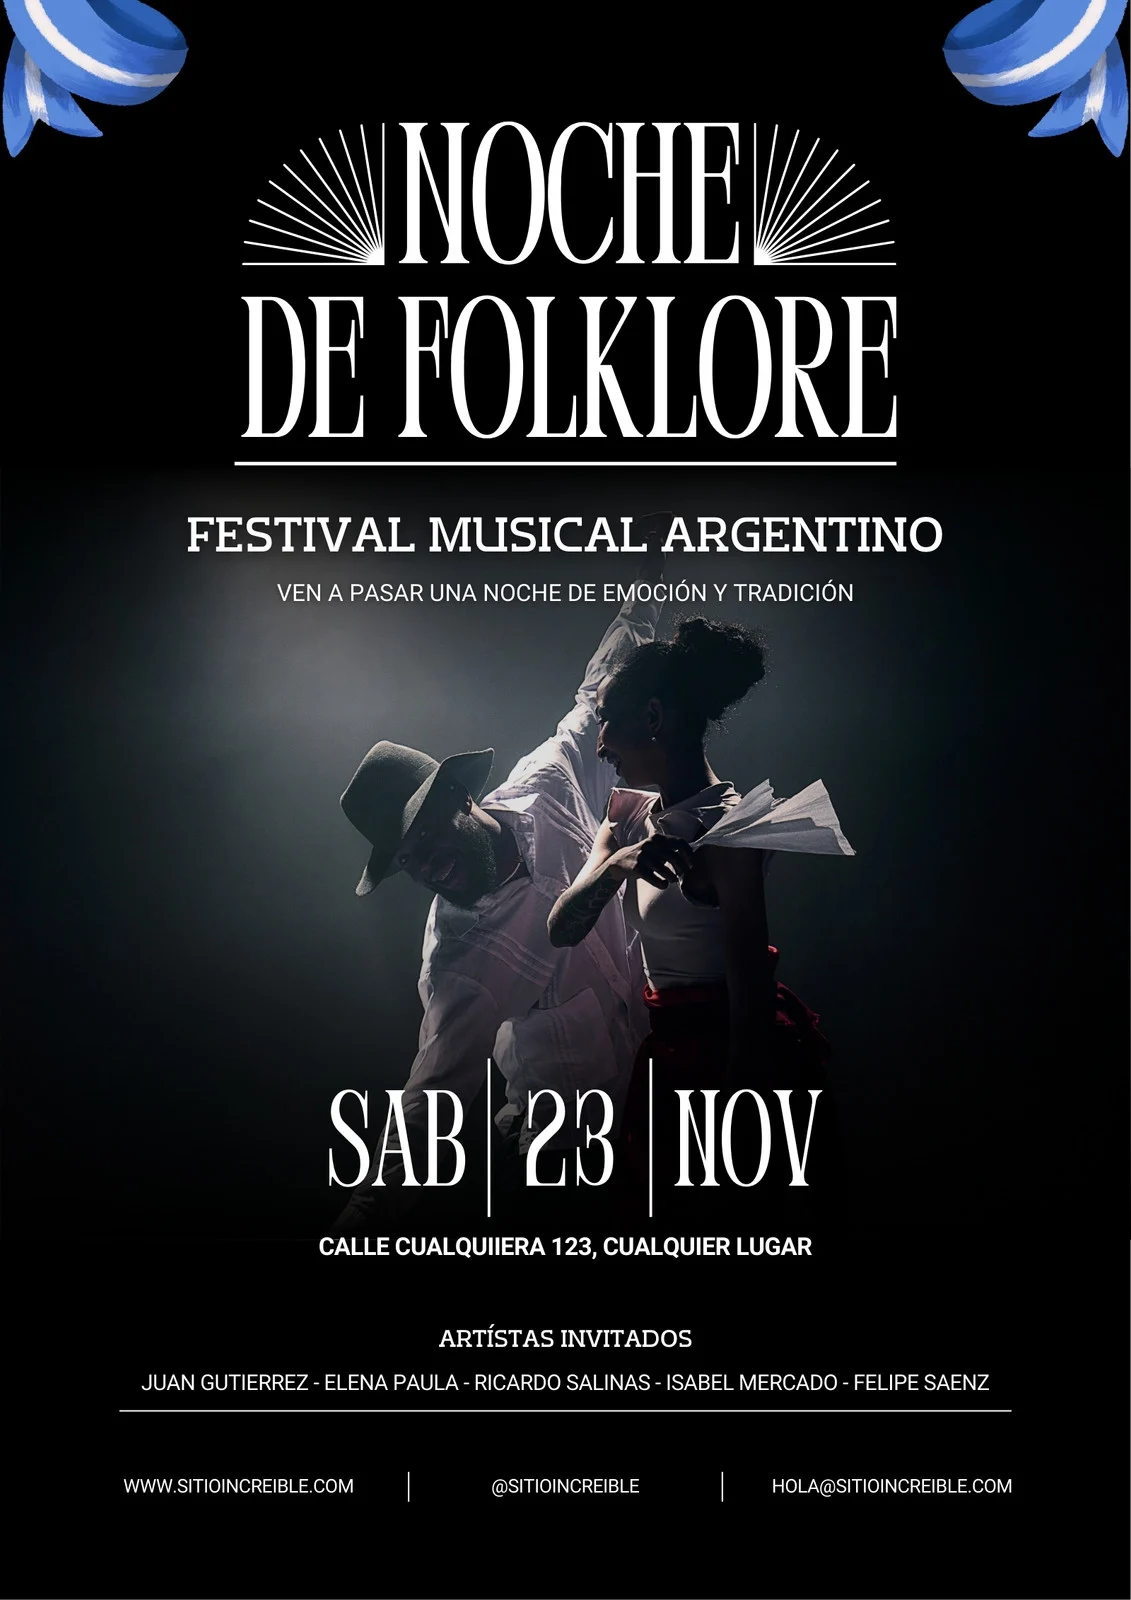 NOCHE
DE FOLKLORE
FESTIVAL MUSICAL ARGENTINO
VEN A PASAR UNA NOCHE DE EMOCIÓN Y TRADICIÓN
SAB 23 NOV
CALLE CUALQUIIERA 123, CUALQUIER LUGAR
ARTÍSTAS INVITADOS
JUAN GUTIERREZ - ELENA PAULA - RICARDO SALINAS - ISABEL MERCADO - FELIPE SAENZ
WWW.SITIOINCREIBLE.COM @SITIOINCREIBLE HOLA@SITIOINCREIBLE.COM